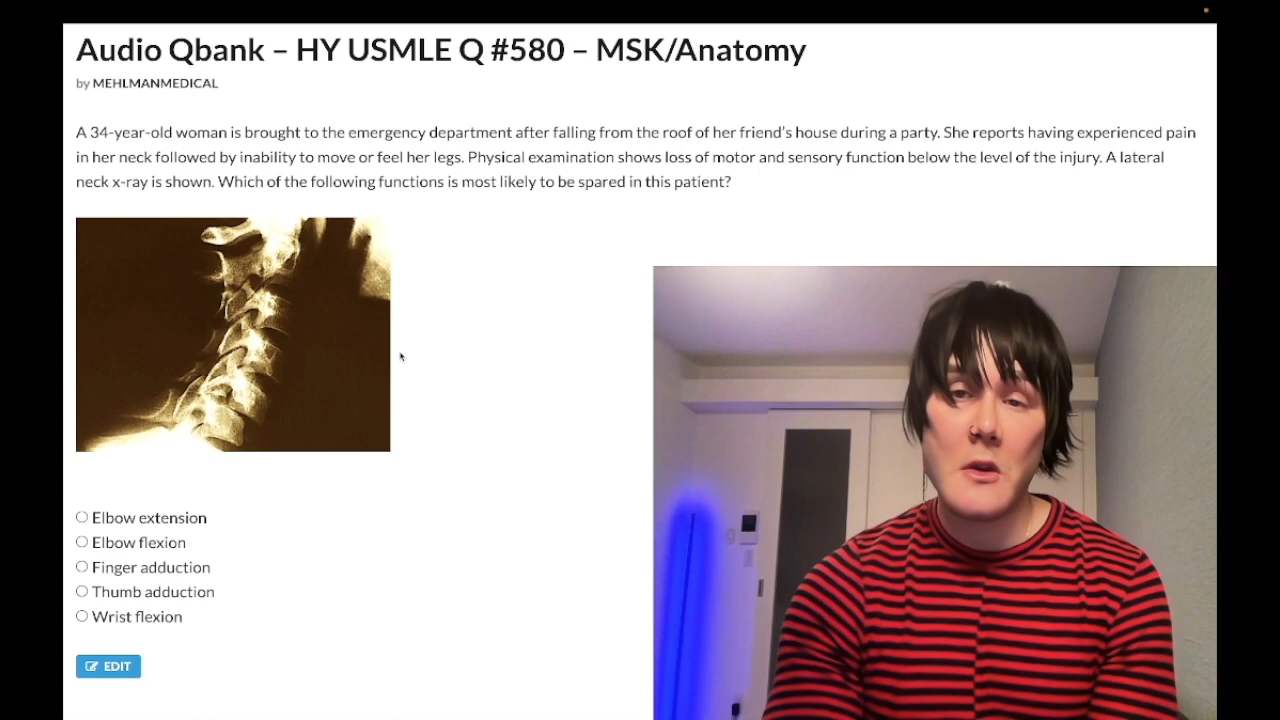 Audio Qbank – HY USMLE Q #580 – MSK/Anatomy
by MEHLMANMEDICAL
A 34-year-old woman is brought to the emergency department after falling from the roof of her friend's house during a party. She reports having experienced pain
in her neck followed by inability to move or feel her legs. Physical examination shows loss of motor and sensory function below the level of the injury. A lateral
neck x-ray is shown. Which of the following functions is most likely to be spared in this patient?
Elbow extension
Elbow flexion
Finger adduction
Thumb adduction
Wrist flexion
EDIT